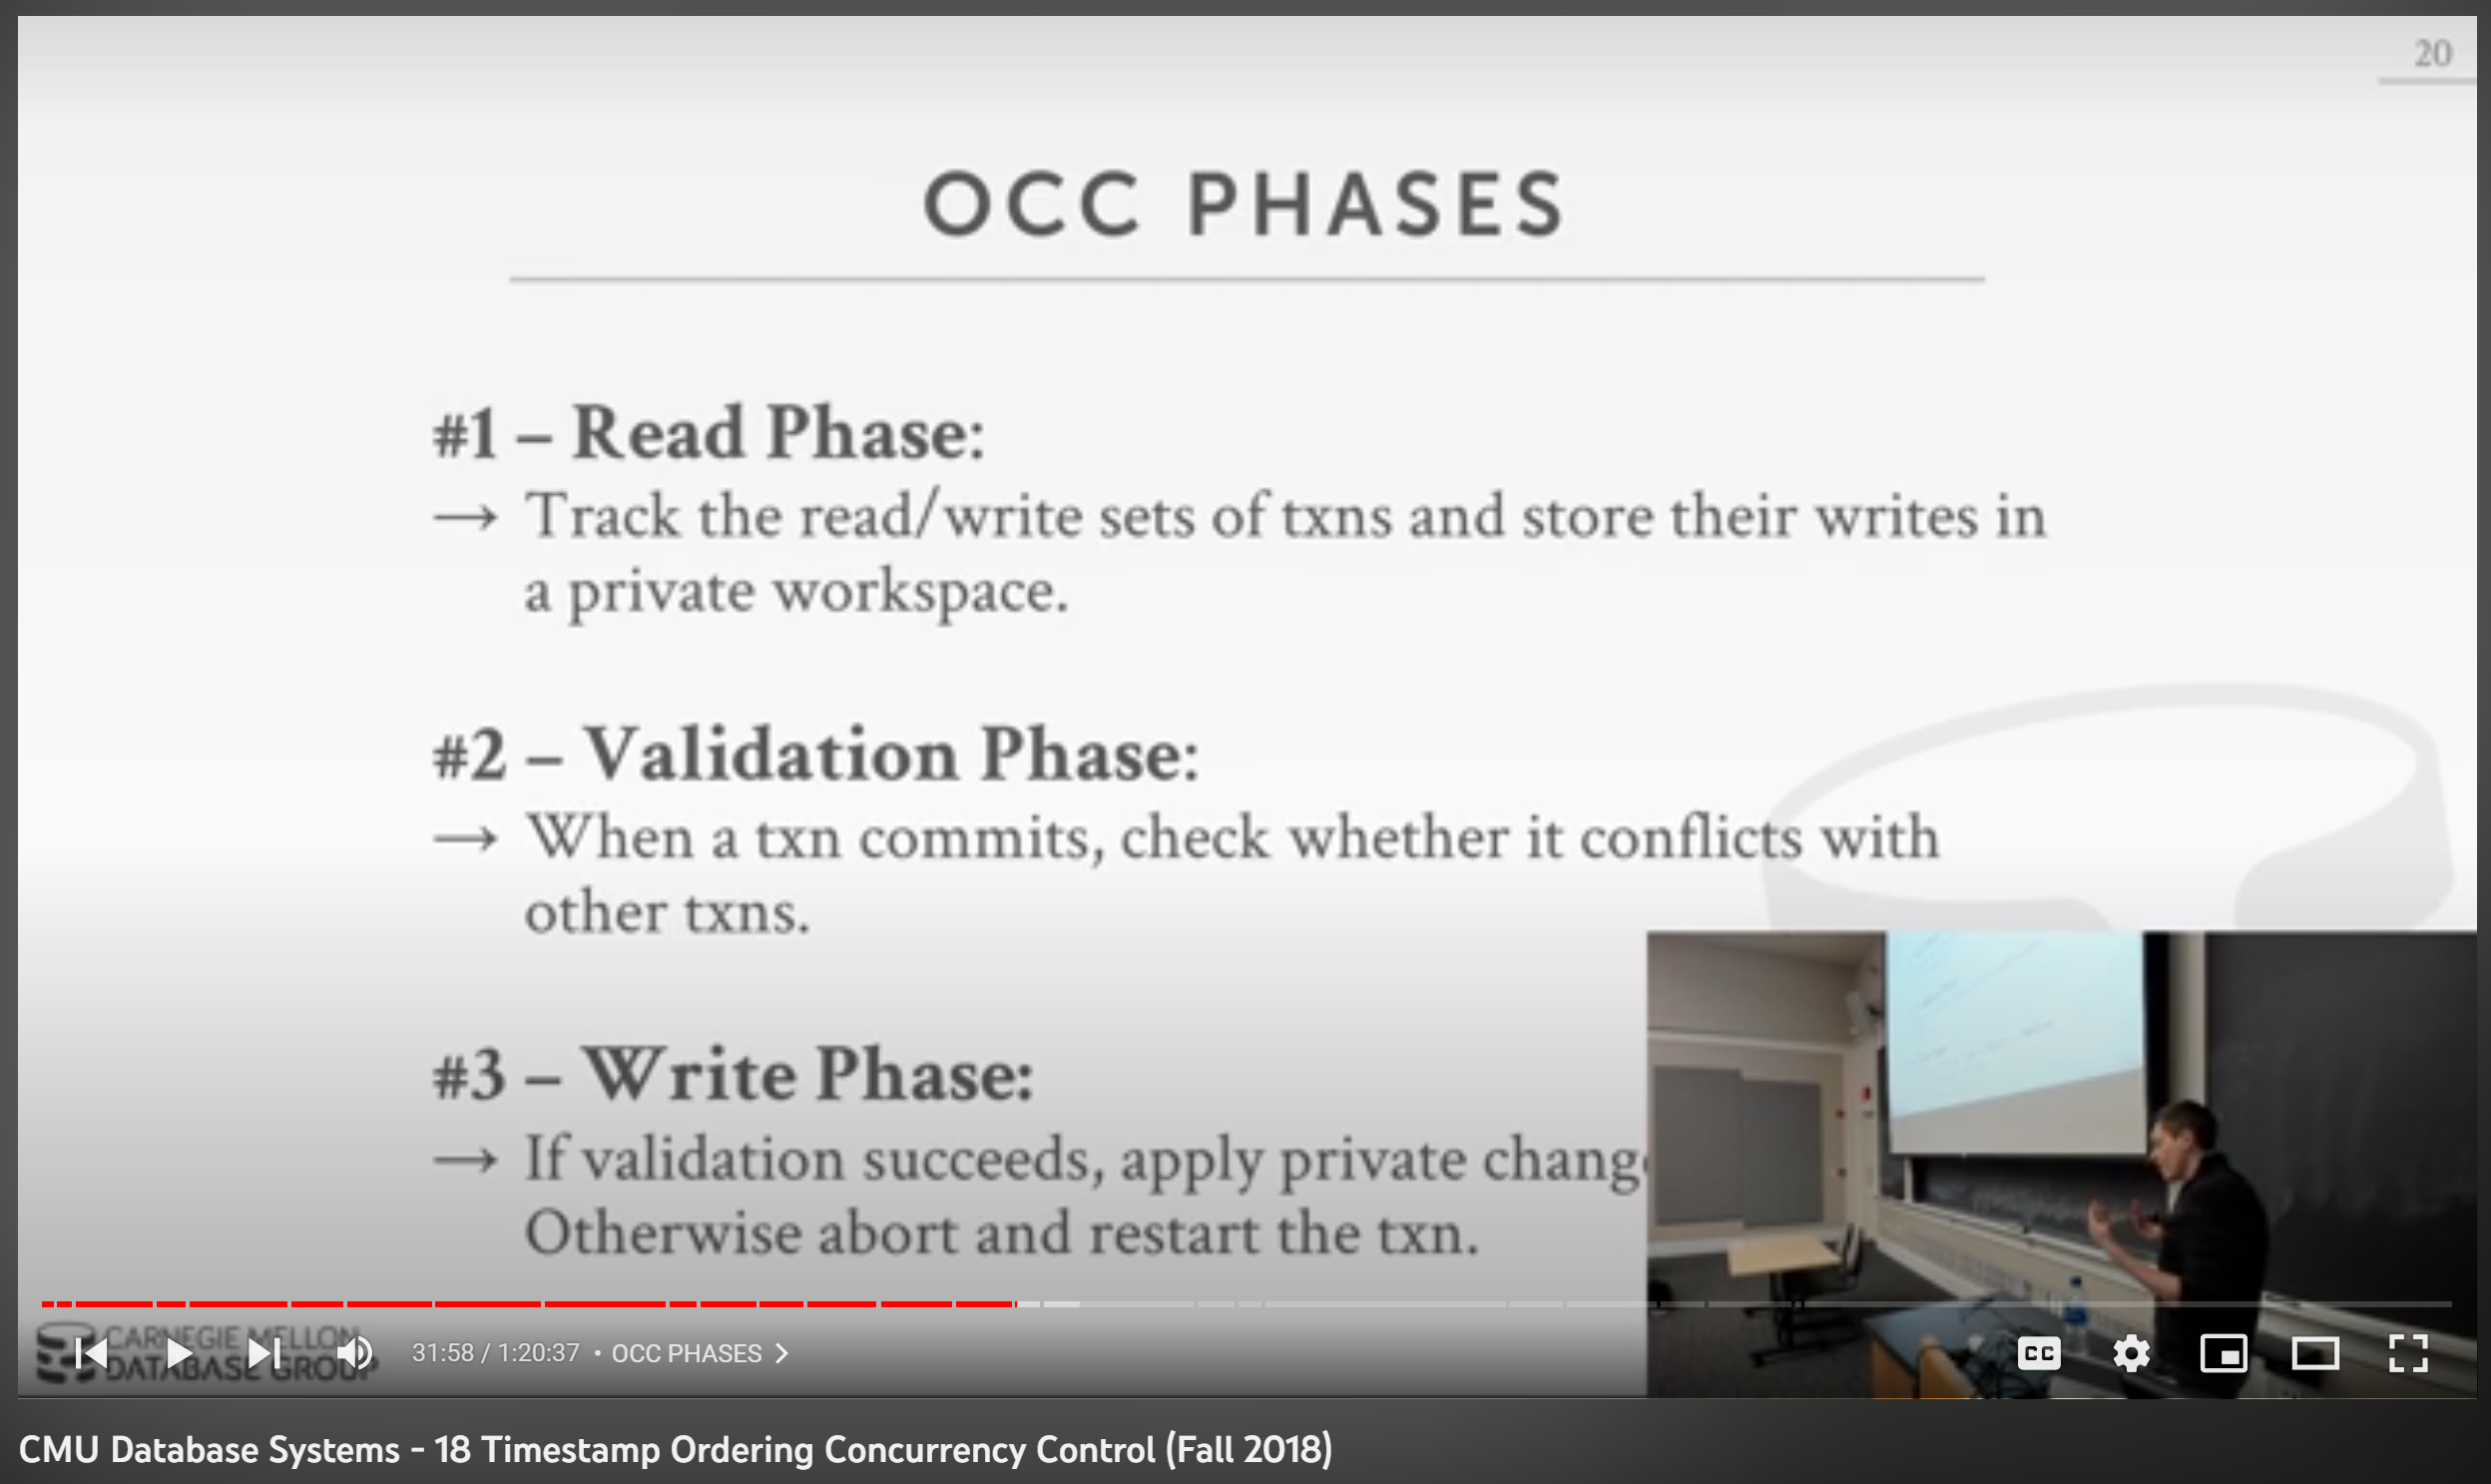 20
OCC PHASES
#1 – Read Phase:
→ Track the read/write sets of txns and store their writes in
a private workspace.
#2 – Validation Phase:
→ When a txn commits, check whether it conflicts with
other txns.
#3 – Write Phase:
→ If validation succeeds, apply private
Otherwise abort and restart the txn.
CARNEGIE MELLON
DATABASE GROUP
31:58 / 1:20:37 • OCC PHASES >
CC
CMU Database Systems - 18 Timestamp Ordering Concurrency Control (Fall 2018)